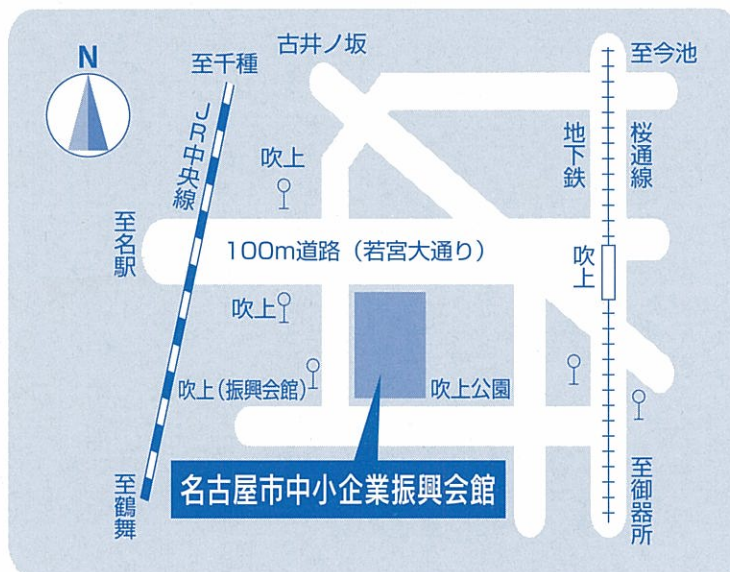 N
至千種
古井ノ坂
至今池
JR中央線
地下鉄
桜通線
吹上
至名駅
100m道路（若宮大通り）
吹上
吹上
吹上（振興会館）
吹上公園
名古屋市中小企業振興会館
至鶴舞
至御器所